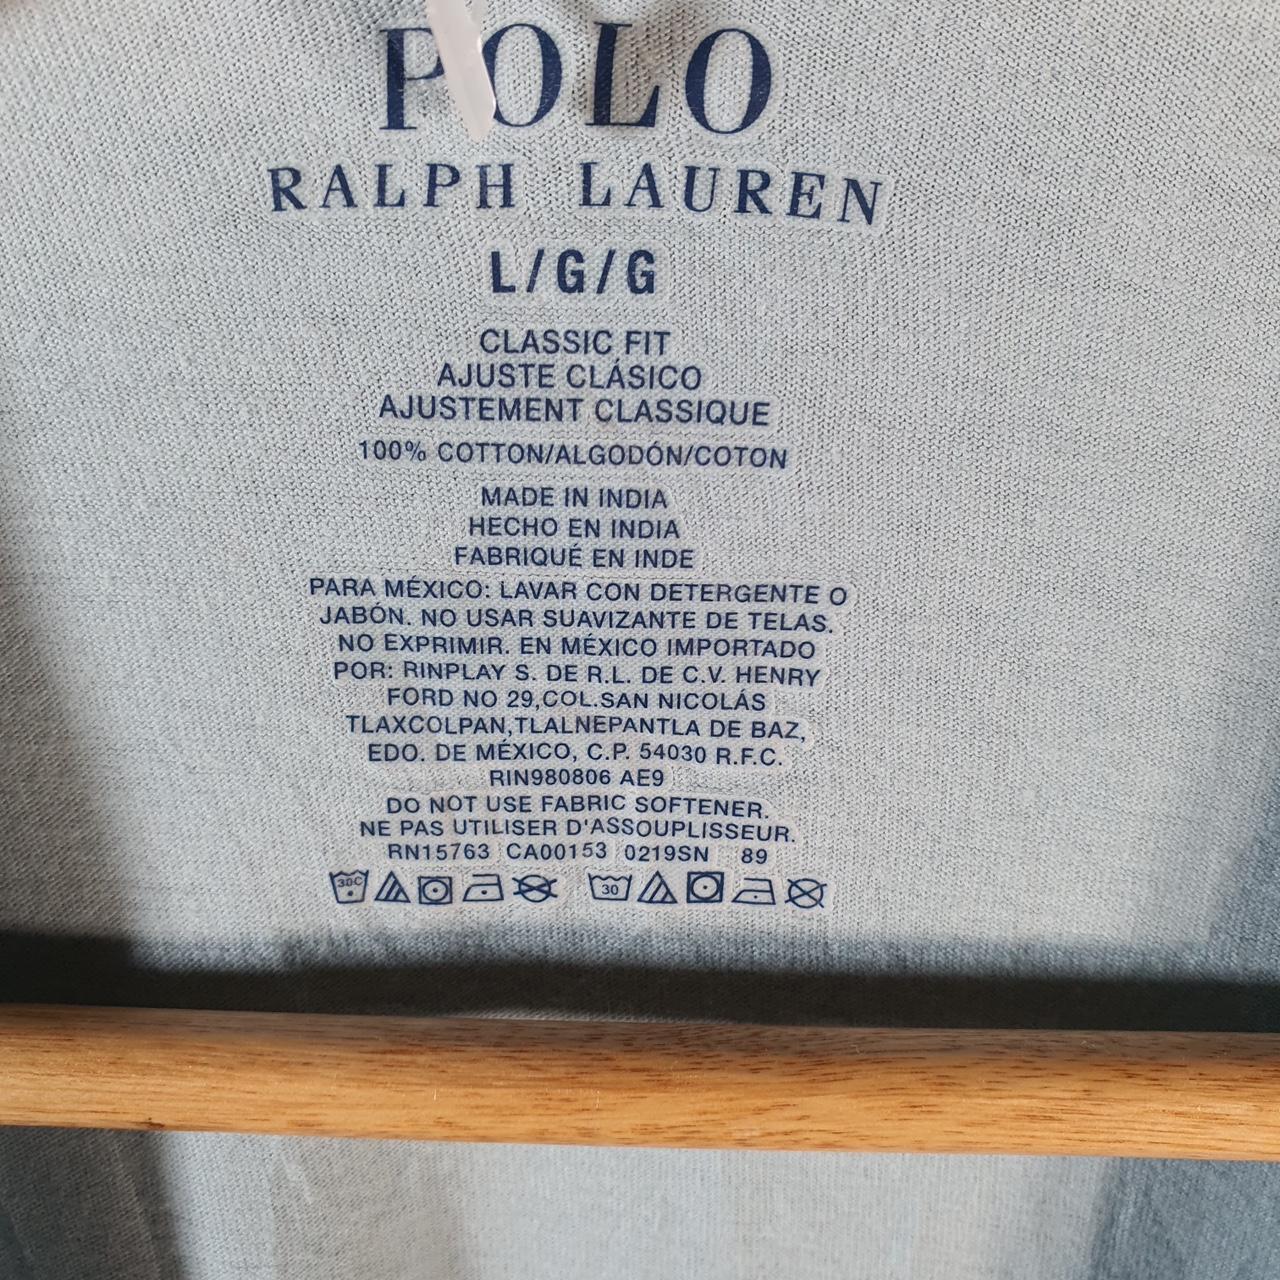 POLO
RALPH LAUREN
L/G/G
CLASSIC FIT
AJUSTE CLÁSICO
AJUSTEMENT CLASSIQUE
100% COTTON/ALGODÓN/COTON
MADE IN INDIA
HECHO EN INDIA
FABRIQUÉ EN INDE
PARA MÉXICO: LAVAR CON DETERGENTE O
JABÓN. NO USAR SUAVIZANTE DE TELAS.
NO EXPRIMIR. EN MÉXICO IMPORTADO
POR: RINPLAY S. DE R.L. DE C.V. HENRY
FORD NO 29,COL.SAN NICOLÁS
TLAXCOLPAN,TLALNEPANTLA DE BAZ,
EDO. DE MÉXICO, C.P. 54030 R.F.C.
RIN980806 AE9
DO NOT USE FABRIC SOFTENER.
NE PAS UTILISER D'ASSOUPLISSEUR.
RN15763 CA00153 0219SN 89
30C 30